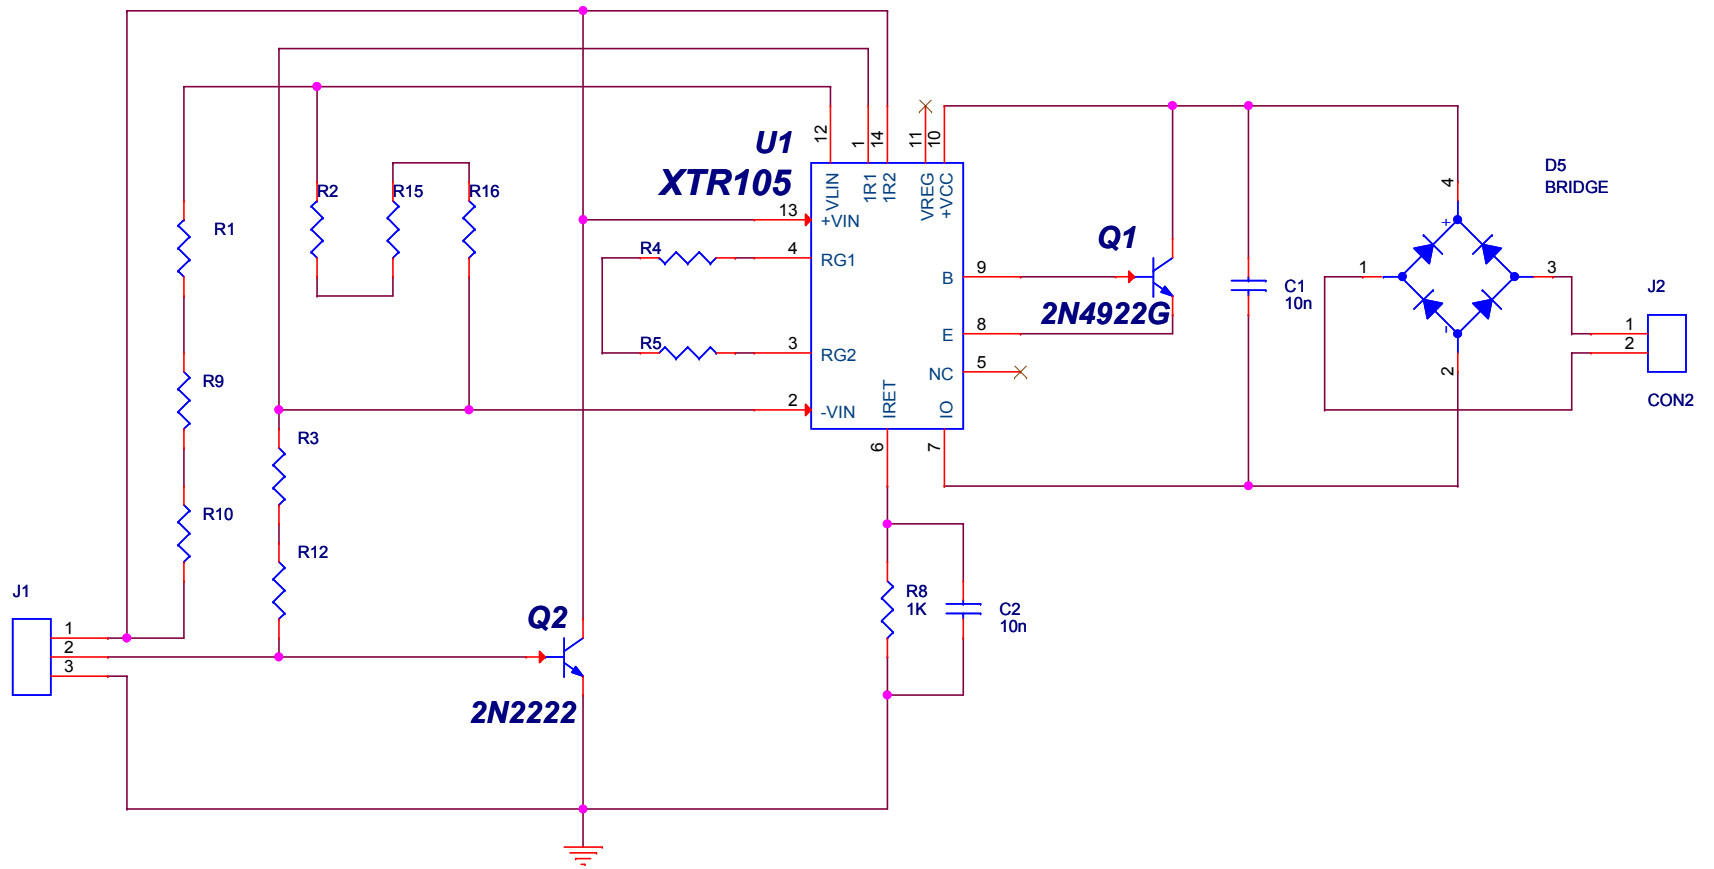 12
1
14
11
10
U1
XTR105
VLIN
1R1
1R2
VREG
+VCC
D5
BRIDGE
4
R2
R15
R16
R1
13
+VIN
+
Q1
R4
4
RG1
B
9
1
3
J2
2N4922G
C1
10n
E
8
1
2
R5
3
RG2
NC
5
2
R9
2
-VIN
IRET
IO
CON2
R3
6
7
R10
R12
J1
R8
1K
C2
10n
Q2
1
2
3
2N2222